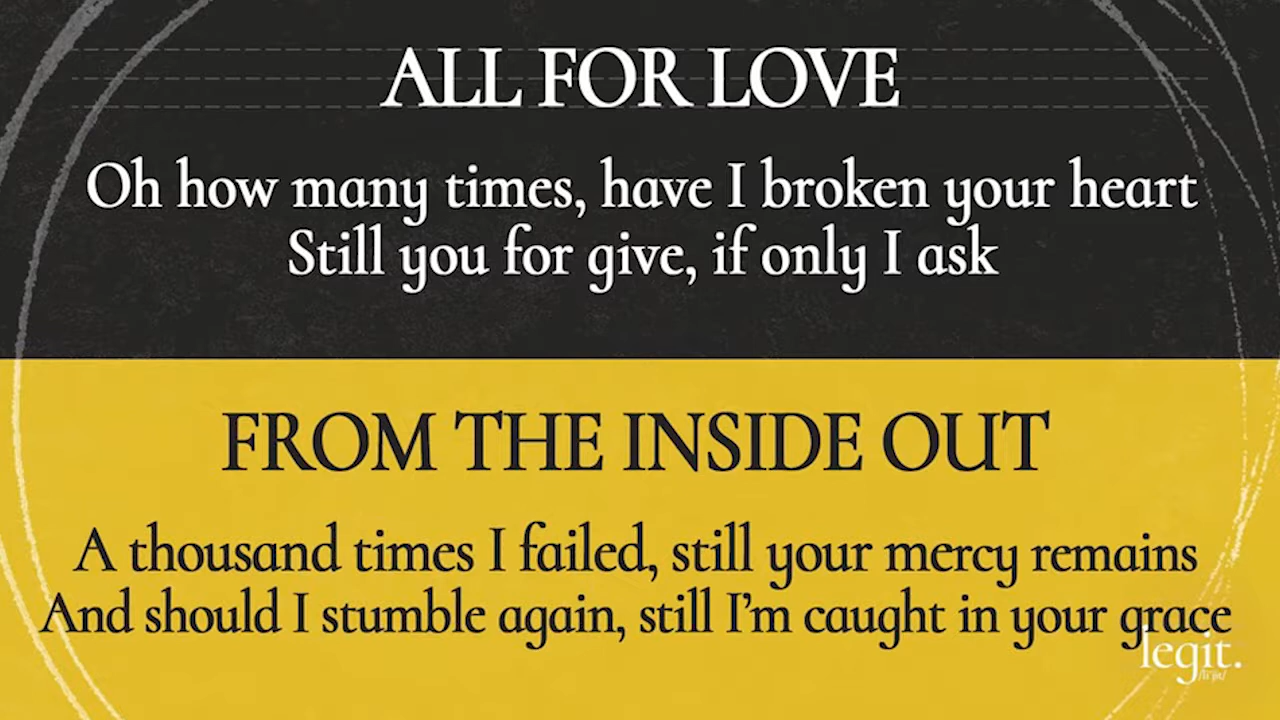 ALL FOR LOVE
Oh how many times, have I broken your heart
Still you for give, if only I ask
FROM THE INSIDE OUT
A thousand times I failed, still your mercy remains
And should I stumble again, still I'm caught in your grace
legit.